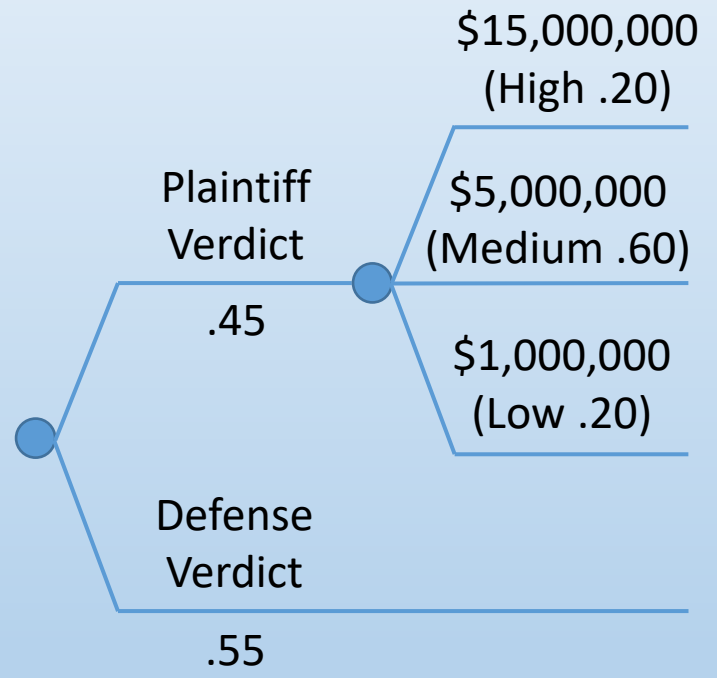 $15,000,000
(High .20)
Plaintiff
Verdict
.45
$5,000,000
(Medium .60)
$1,000,000
(Low .20)
Defense
Verdict
.55